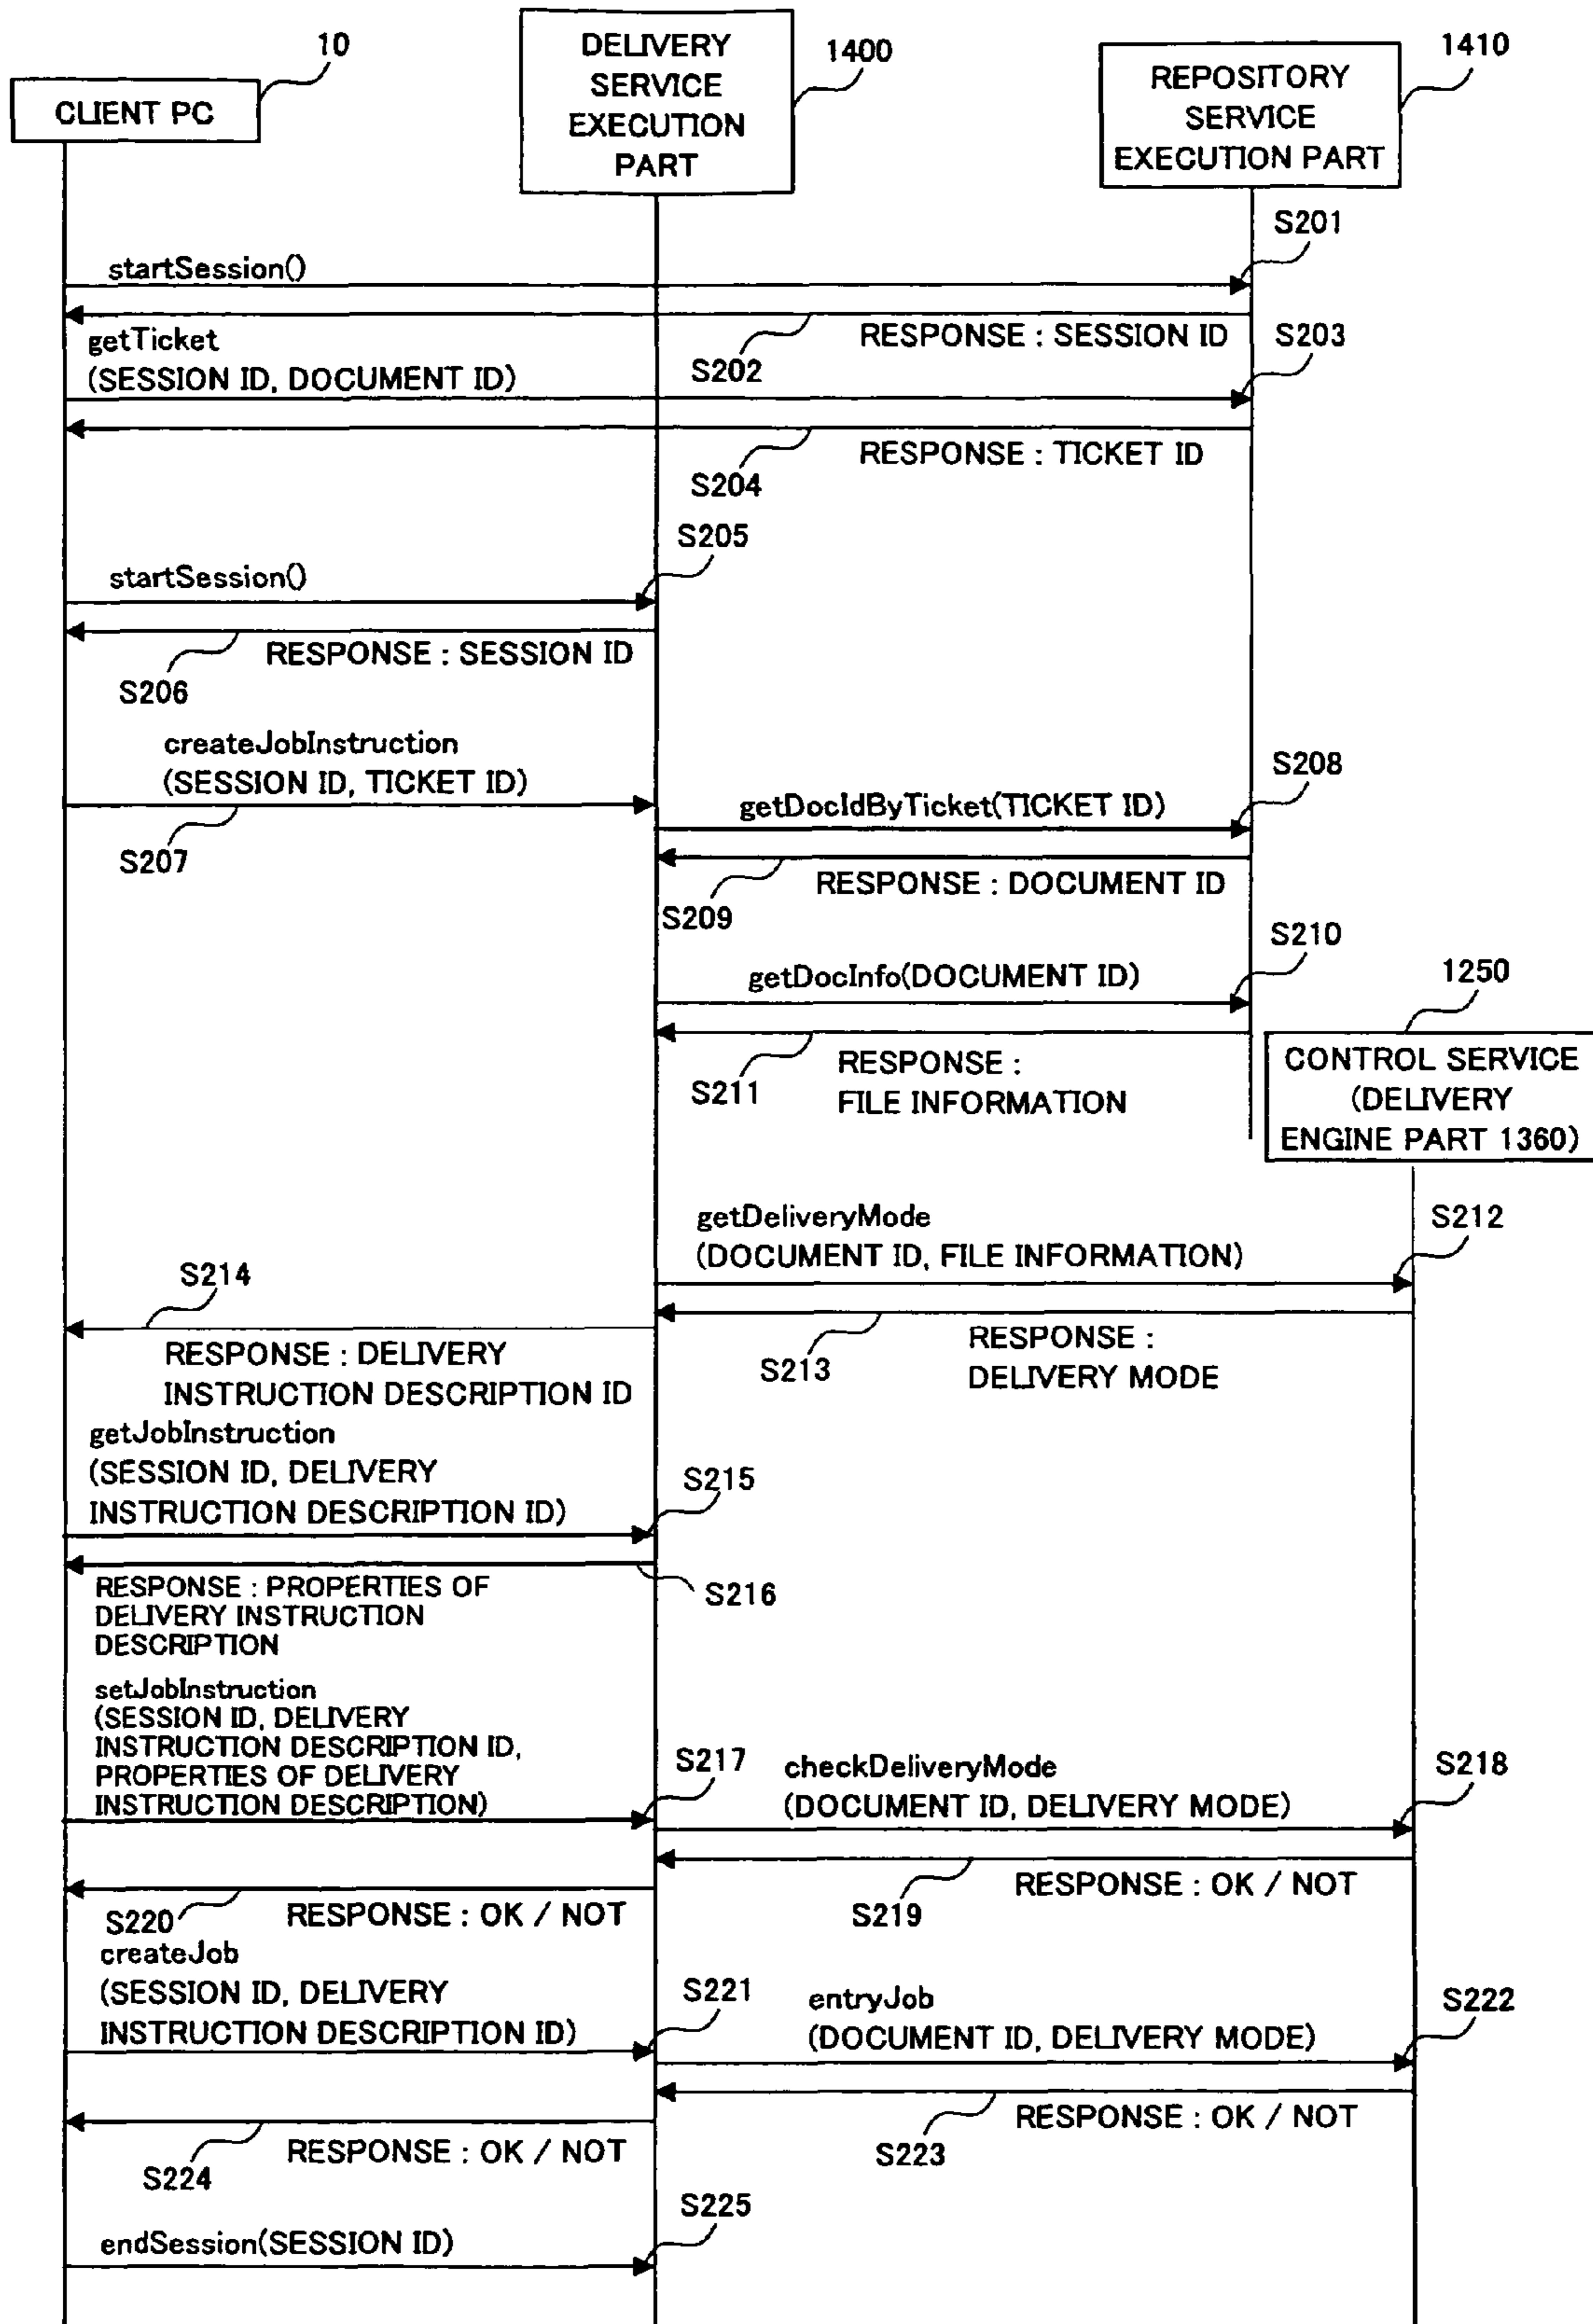 10
CLIENT PC
DELIVERY
SERVICE
EXECUTION
PART
1400
REPOSITORY
SERVICE
EXECUTION PART
1410
S201
startSession()
RESPONSE : SESSION ID
S202
getTicket
(SESSION ID, DOCUMENT ID)
S203
RESPONSE : TICKET ID
S204
S205
startSession()
RESPONSE : SESSION ID
S206
createJobInstruction
(SESSION ID, TICKET ID)
S207
getDocIdByTicket(TICKET ID)
S208
RESPONSE : DOCUMENT ID
S209
getDocInfo(DOCUMENT ID)
S210
RESPONSE :
FILE INFORMATION
S211
1250
CONTROL SERVICE
(DELIVERY
ENGINE PART 1360)
getDeliveryMode
(DOCUMENT ID, FILE INFORMATION)
S212
RESPONSE :
DELIVERY MODE
S213
S214
RESPONSE : DELIVERY
INSTRUCTION DESCRIPTION ID
getJobInstruction
(SESSION ID, DELIVERY
INSTRUCTION DESCRIPTION ID)
S215
S216
RESPONSE : PROPERTIES OF
DELIVERY INSTRUCTION
DESCRIPTION
setJobInstruction
(SESSION ID, DELIVERY
INSTRUCTION DESCRIPTION ID,
PROPERTIES OF DELIVERY
INSTRUCTION DESCRIPTION)
S217
checkDeliveryMode
(DOCUMENT ID, DELIVERY MODE)
S218
RESPONSE : OK / NOT
S219
S220
RESPONSE : OK / NOT
createJob
(SESSION ID, DELIVERY
INSTRUCTION DESCRIPTION ID)
S221
entryJob
(DOCUMENT ID, DELIVERY MODE)
S222
RESPONSE : OK / NOT
S223
RESPONSE : OK / NOT
S224
S225
endSession(SESSION ID)